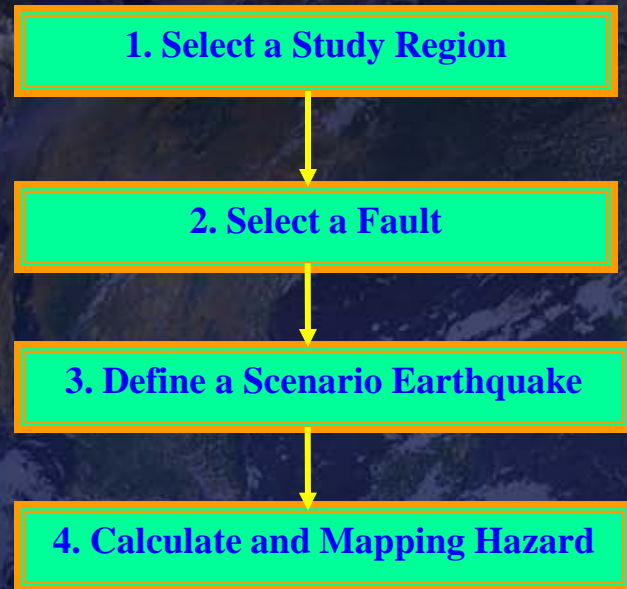 1. Select a Study Region
2. Select a Fault
3. Define a Scenario Earthquake
4. Calculate and Mapping Hazard